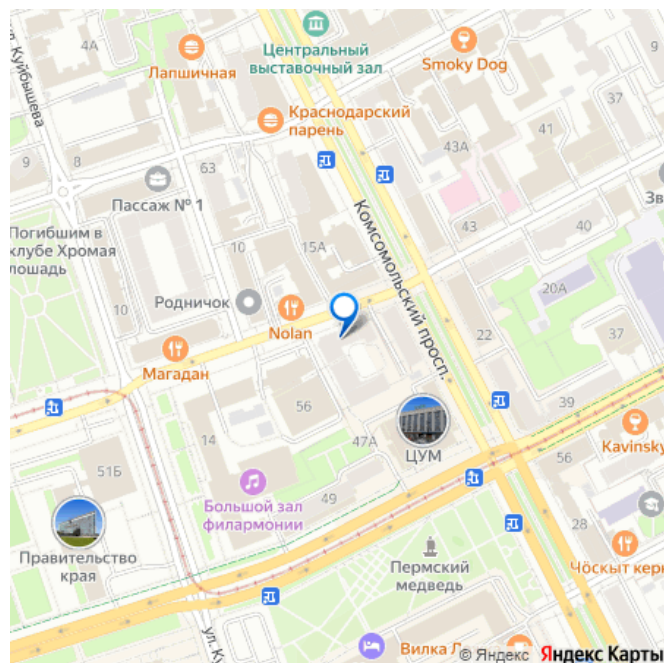 в. Куйбышева
4А
Лапшичная
Центральный
выставочный зал
Smoky Dog
37
Краснодарский
парень
41
43А
9
8
63
Пассаж № 1
Зв
Погибшим в
клубе Хромая
лошадь
10
15А
Комсомольский просп.
43
40
10
Родничок
20А
Nolan
22
37
Магадан
56
39
14
47А
ЦУМ
Kavinsky
51Б
56
Большой зал
филармонии
49
28
Правительство
края
Пермский
медведь
Чӧскыт керк
ул. Ку
Вилка Л
© Яндекс Яндекс Карты